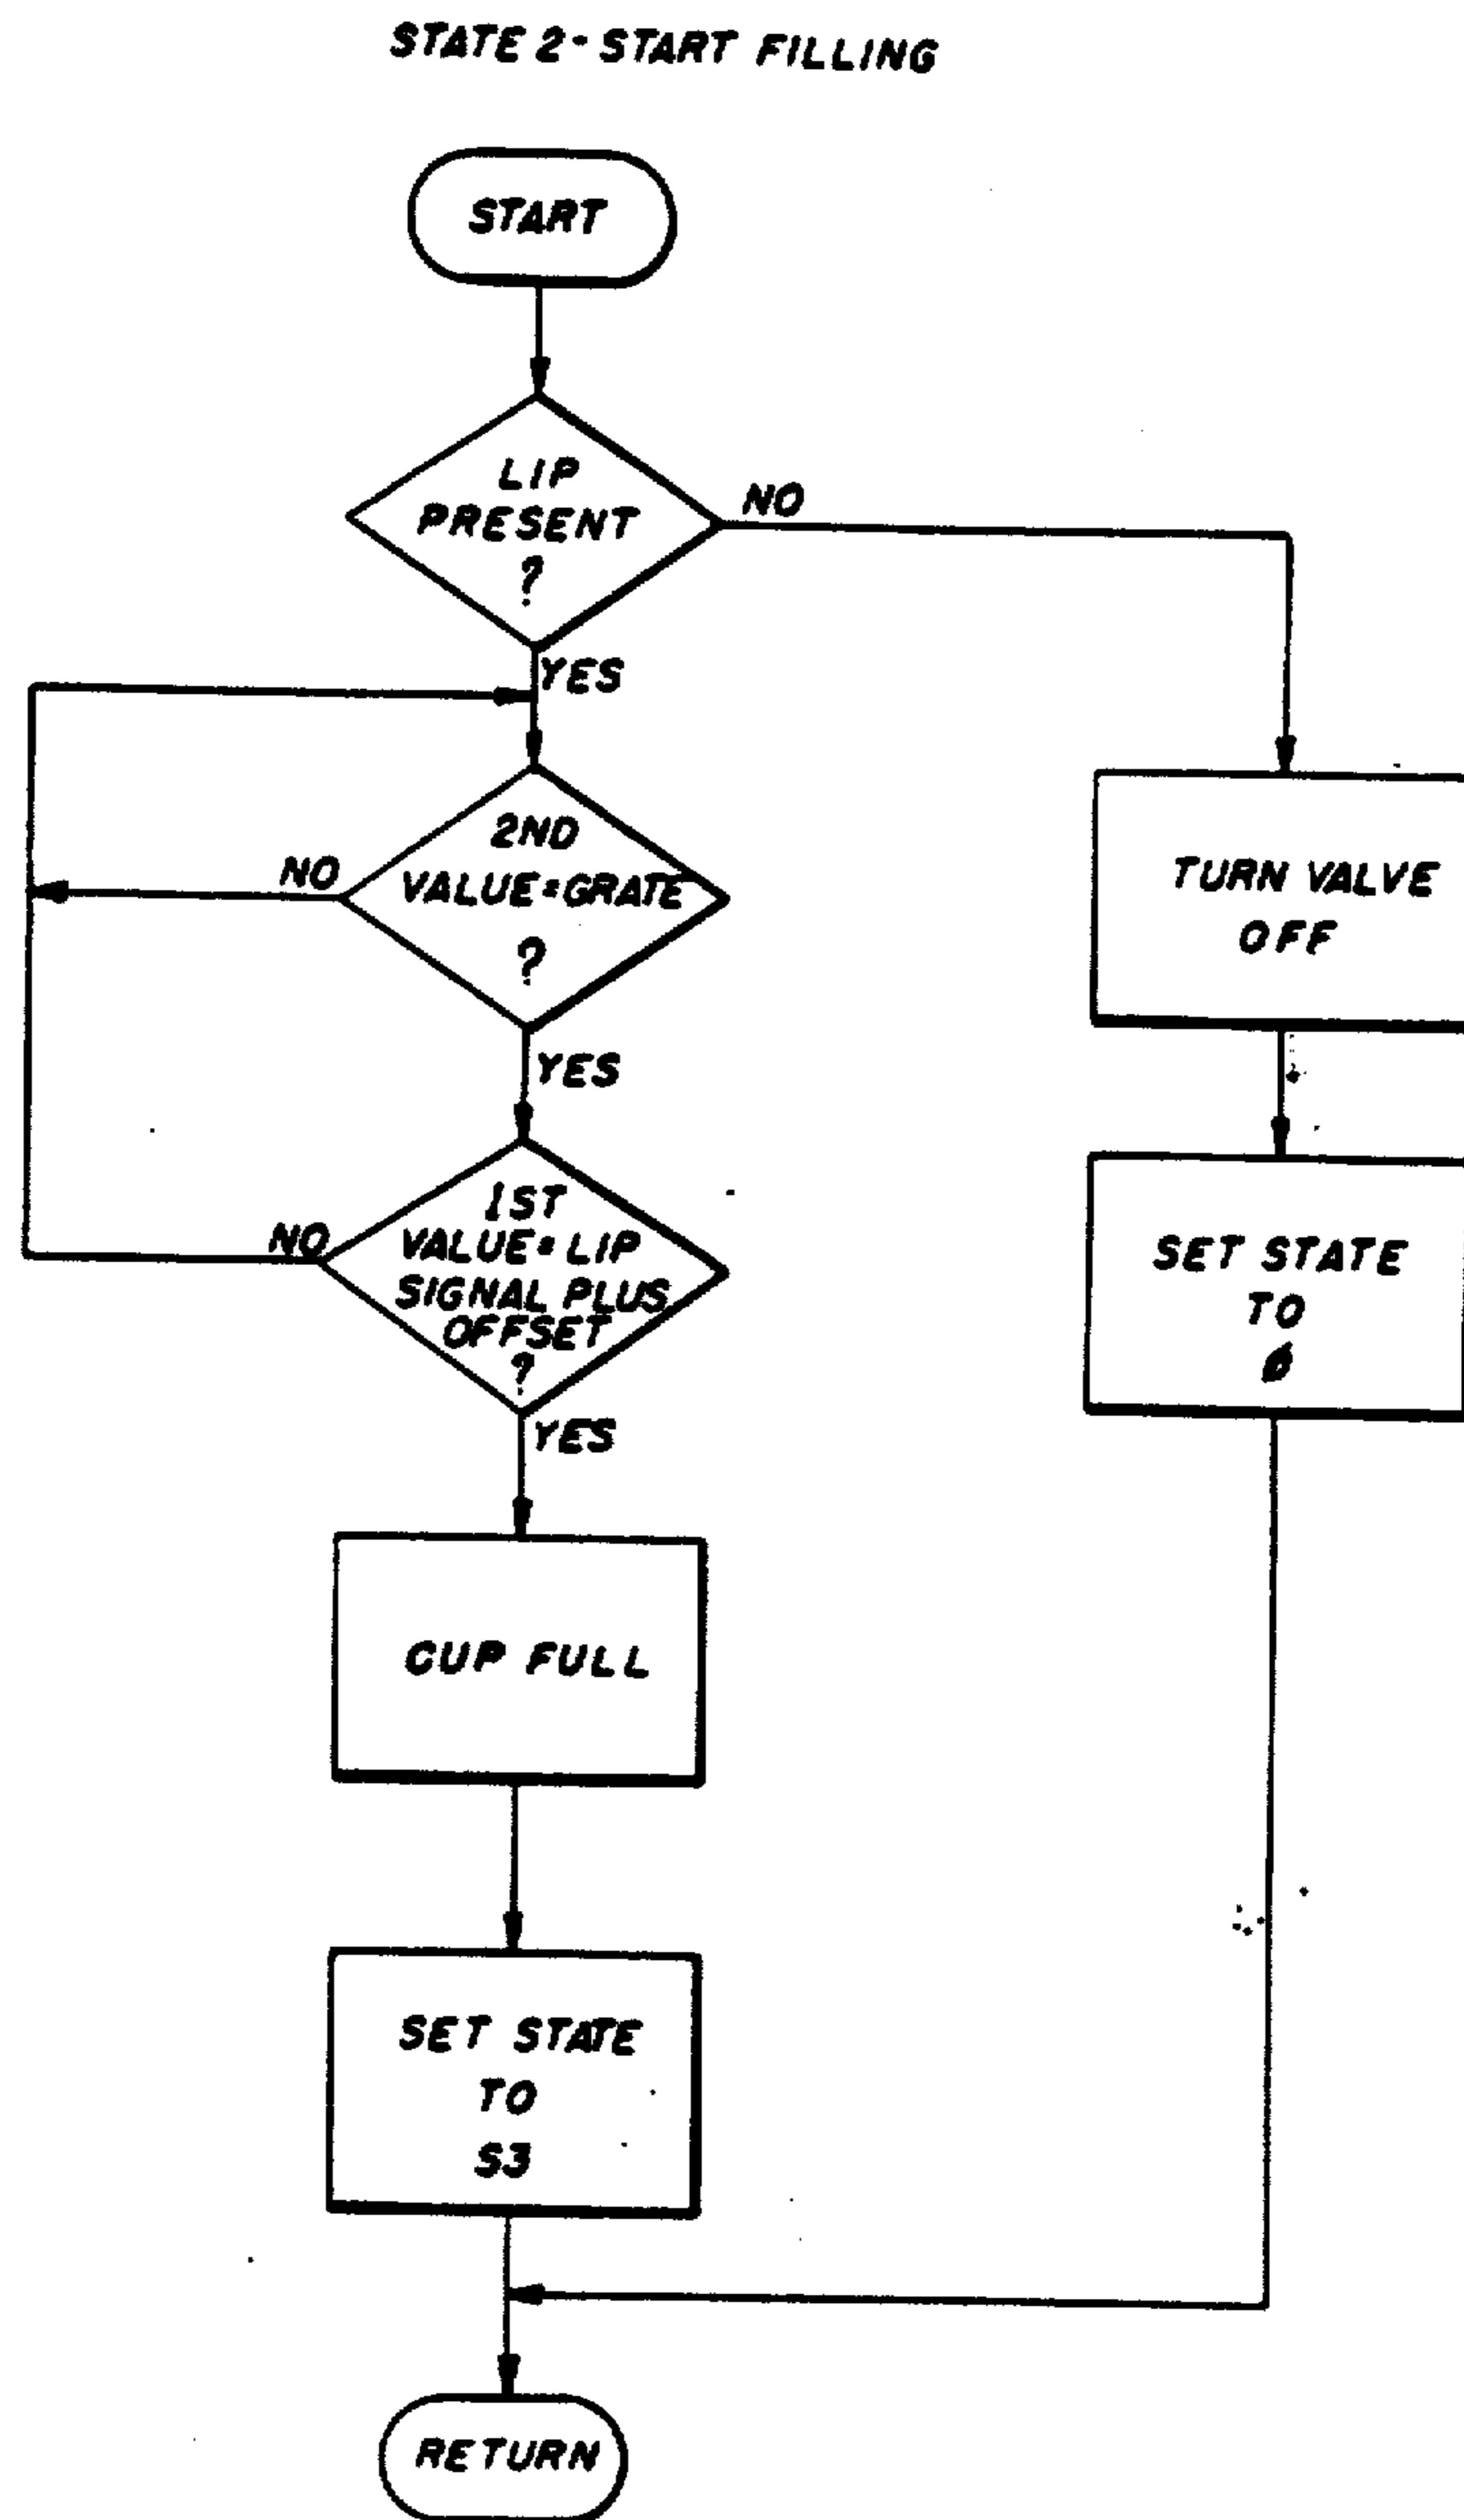 STATE 2- START FILLING
START
LIP
PRESENT
?
NO
YES
2ND
VALUE=GRATE
?
NO
YES
1ST
VALUE= LIP
SIGNAL PLUS
OFFSET
?
NO
YES
CUP FULL
SET STATE
TO
S3
TURN VALVE
OFF
SET STATE
TO
Ø
RETURN